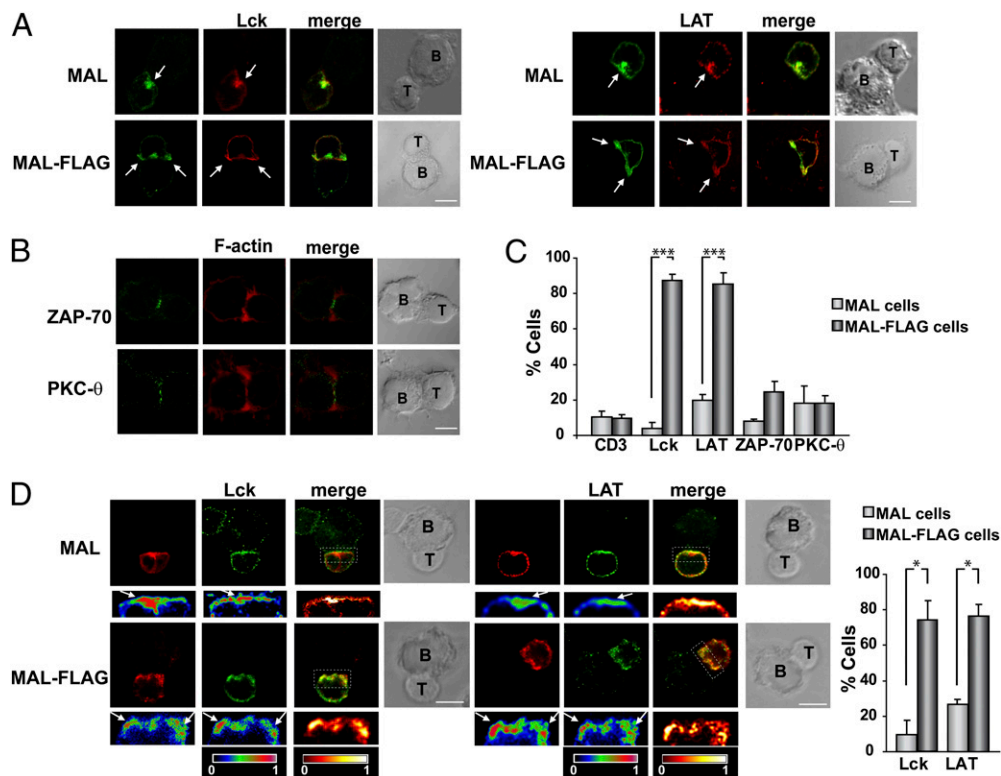 A
Lck merge
MAL
B
T
MAL-FLAG
T
B
LAT merge
MAL
T
B
MAL-FLAG
T
B
B
F-actin merge
ZAP-70
B
T
PKC-θ
B
T
C
% Cells
100
80
60
40
20
0
***
***
CD3 Lck LAT ZAP-70 PKC-θ
MAL cells
MAL-FLAG cells
D
Lck merge
MAL
B
T
MAL-FLAG
B
T
0 1
0 1
LAT merge
B
T
T
B
0 1
0 1
MAL cells
MAL-FLAG cells
% Cells
100
80
60
40
20
0
*
*
Lck LAT